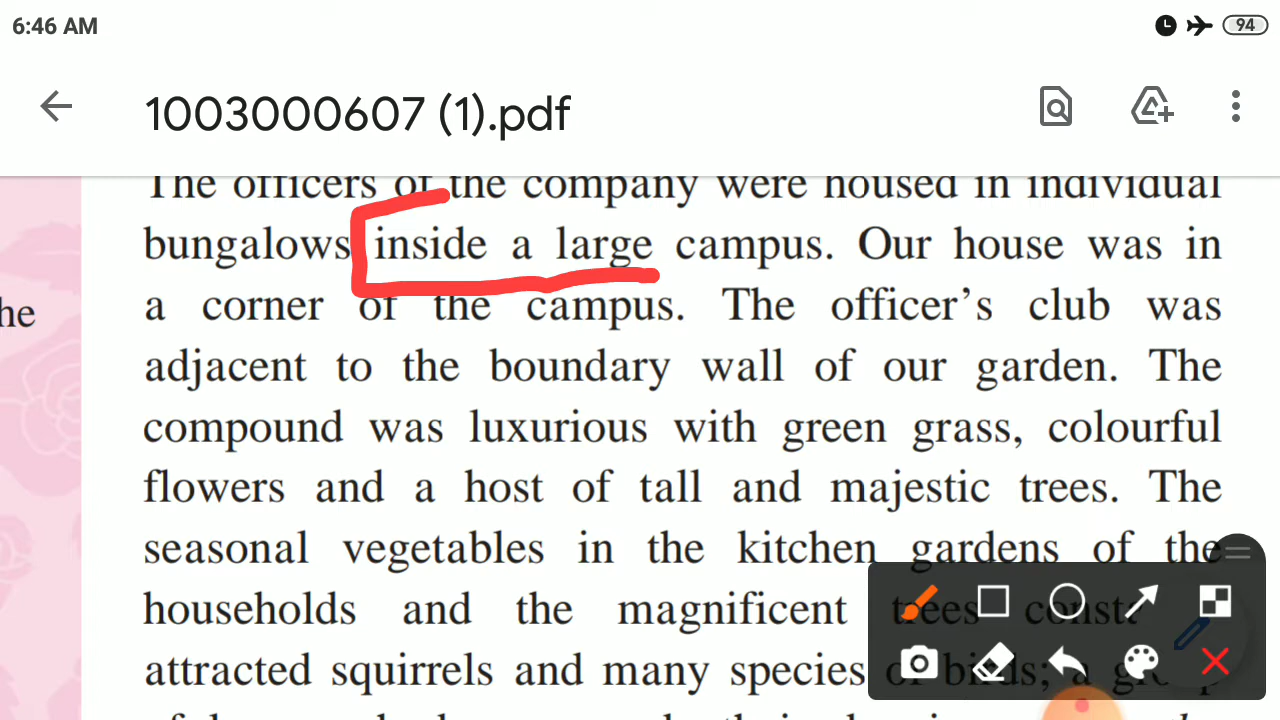 6:46 AM
94
1003000607 (1).pdf
The officers of the company were housed in individual
bungalows inside a large campus. Our house was in
he
a corner of the campus. The officer's club was
adjacent to the boundary wall of our garden. The
compound was luxurious with green grass, colourful
flowers and a host of tall and majestic trees. The
seasonal vegetables in the kitchen gardens of the
households and the magnificent trees
attracted squirrels and many species of birds; a